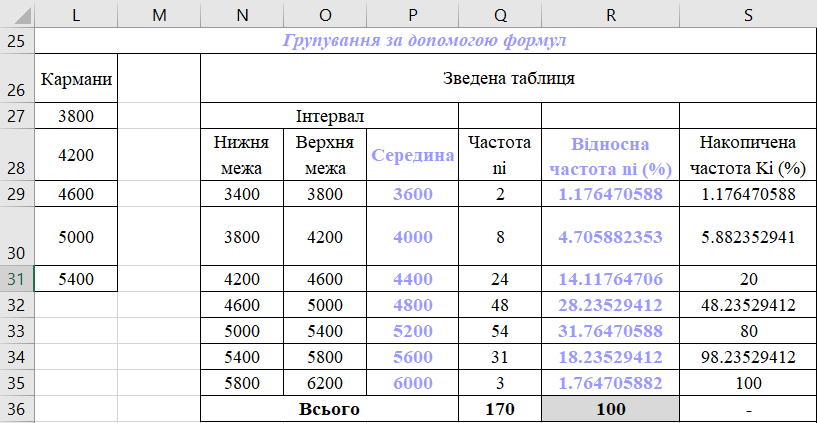 L M N O P Q R S
25 Групування за допомогою формул
26 Кармани Зведена таблиця
27 3800 Інтервал
28 4200 Нижня межа Верхня межа Середина Частота ni Відносна частота ni (%) Накопичена частота Ki (%)
29 4600 3400 3800 3600 2 1.176470588 1.176470588
30 5000 3800 4200 4000 8 4.705882353 5.882352941
31 5400 4200 4600 4400 24 14.11764706 20
32 4600 5000 4800 48 28.23529412 48.23529412
33 5000 5400 5200 54 31.76470588 80
34 5400 5800 5600 31 18.23529412 98.23529412
35 5800 6200 6000 3 1.764705882 100
36 Всього 170 100 -